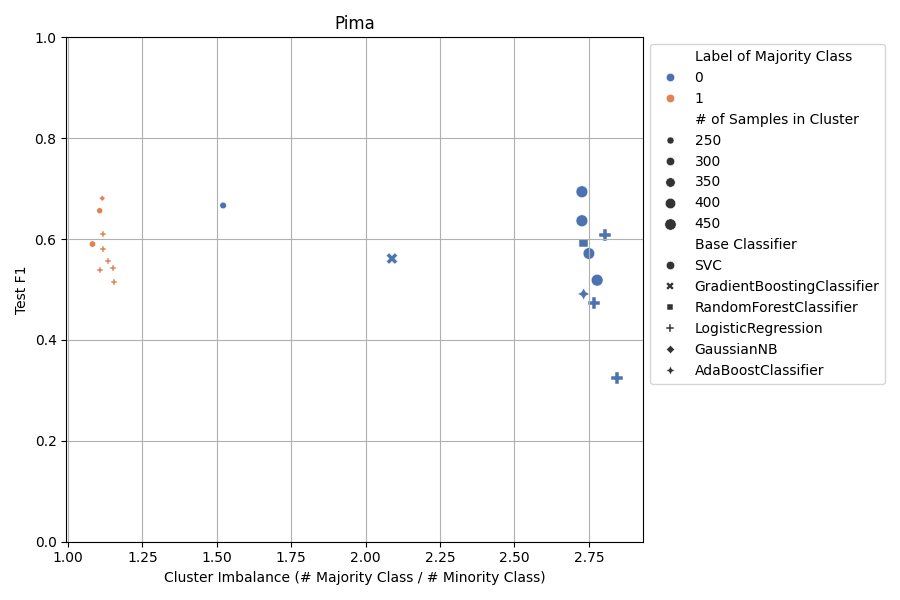 Pima
1.0
0.8
0.6
0.4
0.2
0.0
Test F1
1.00 1.25 1.50 1.75 2.00 2.25 2.50 2.75
Cluster Imbalance (# Majority Class / # Minority Class)
Label of Majority Class
0
1
# of Samples in Cluster
250
300
350
400
450
Base Classifier
SVC
GradientBoostingClassifier
RandomForestClassifier
LogisticRegression
GaussianNB
AdaBoostClassifier